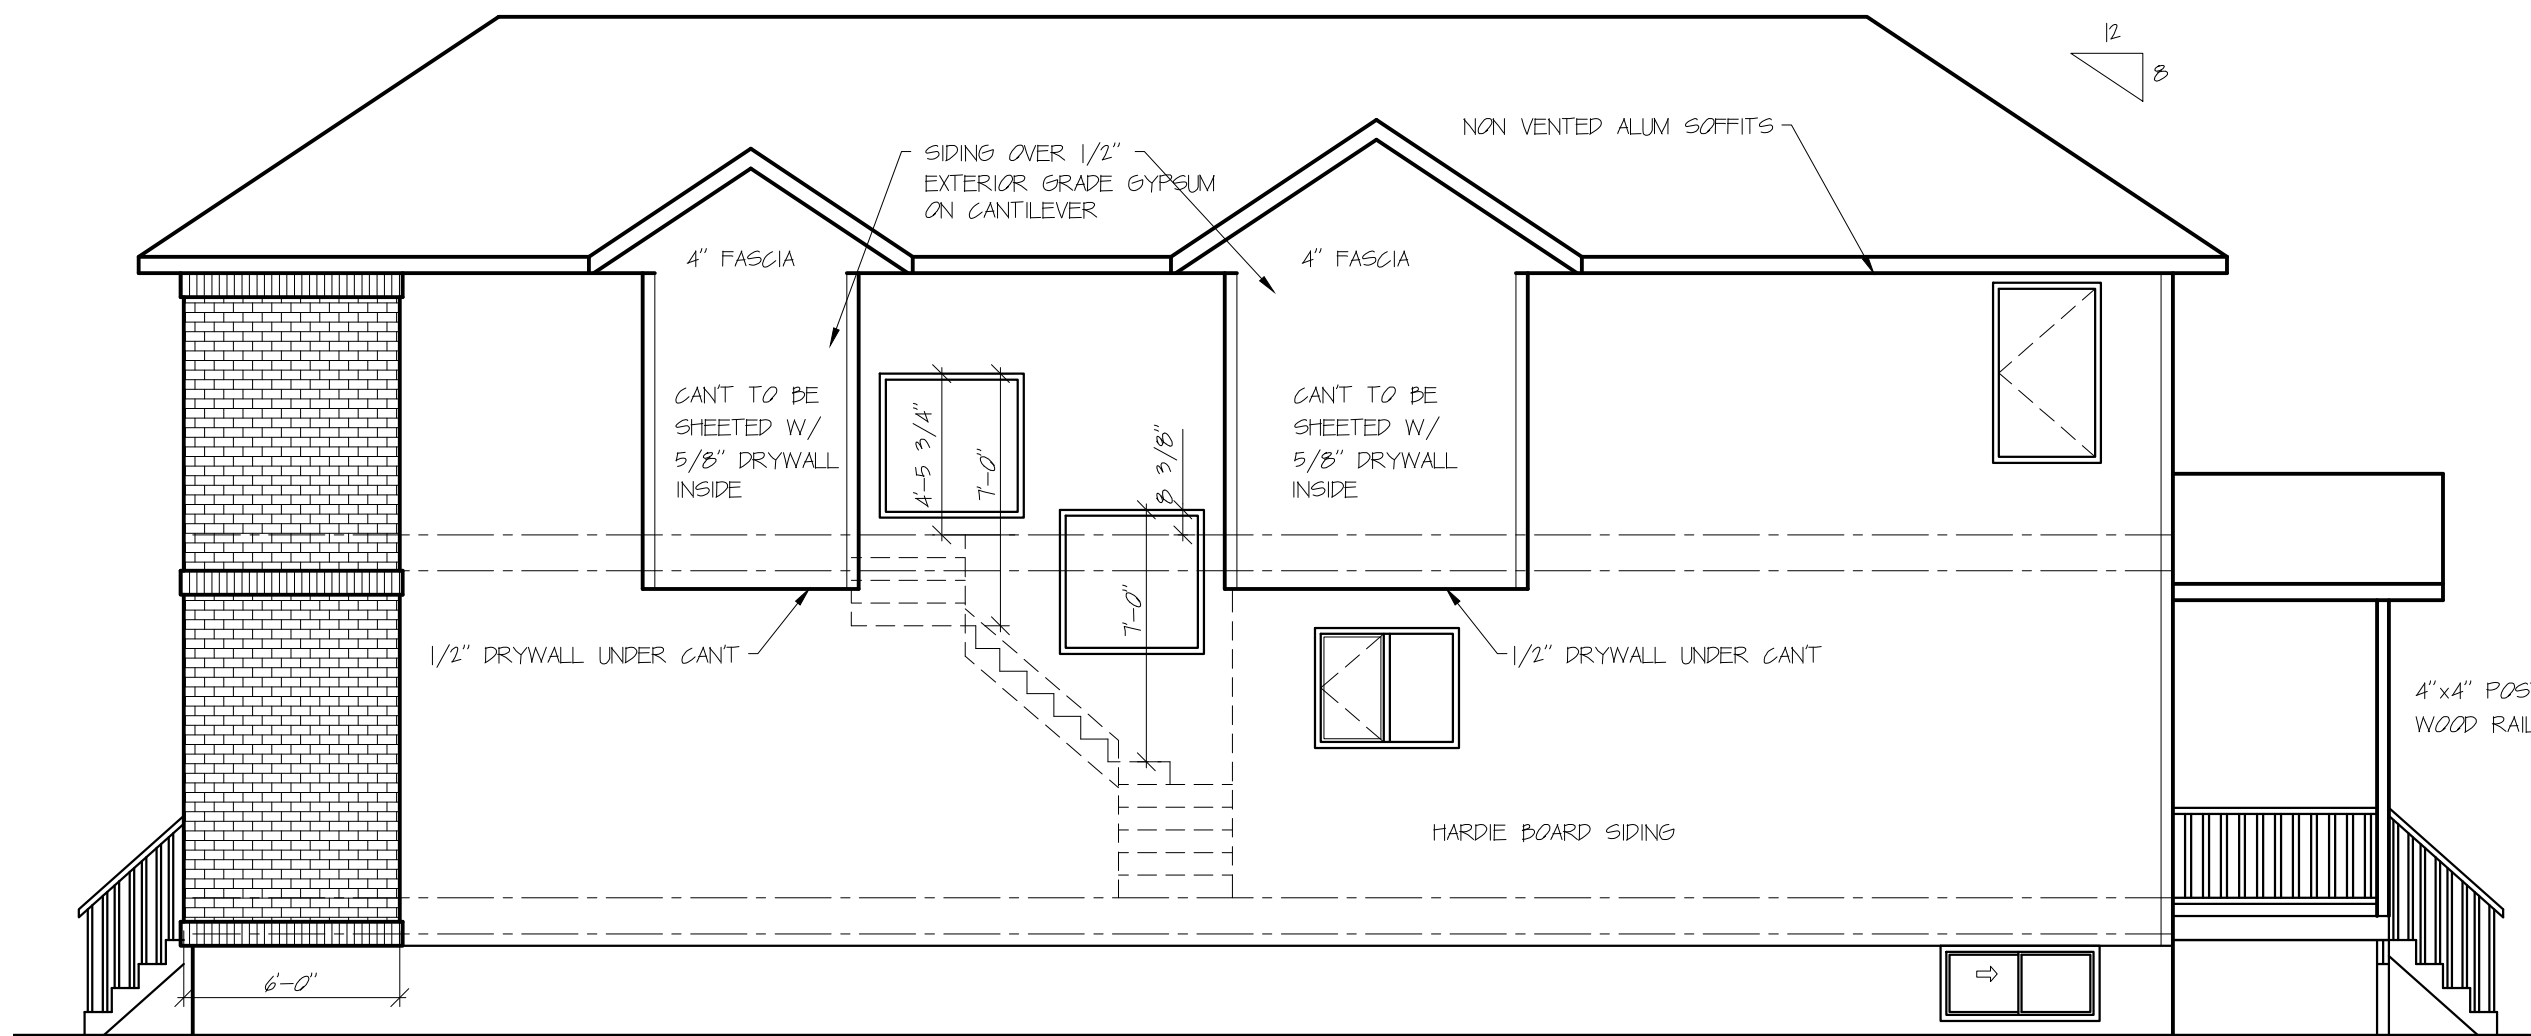 12
8
NON VENTED ALUM SOFFITS
SIDING OVER 1/2"
EXTERIOR GRADE GYPSUM
ON CANTILEVER
4" FASCIA
4" FASCIA
CAN'T TO BE
SHEETED W/
5/8" DRYWALL
INSIDE
4'-5 3/4"
7'-0"
8 3/8"
CAN'T TO BE
SHEETED W/
5/8" DRYWALL
INSIDE
7'-0"
1/2" DRYWALL UNDER CAN'T
1/2" DRYWALL UNDER CAN'T
4"x4" POS
WOOD RAIL
HARDIE BOARD SIDING
6'-0"